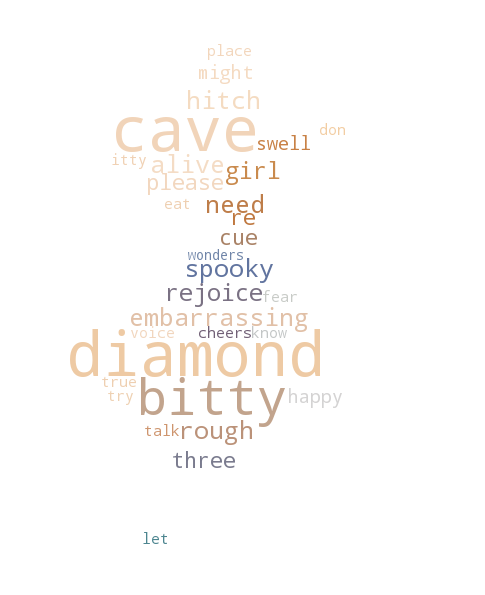 place
might
hitch
cave
don
swell
itty
alive
girl
please
eat
need
re
cue
wonders
spooky
rejoice
fear
embarrassing
voice
cheers
know
diamond
true
try
bitty
happy
talk
rough
three
let